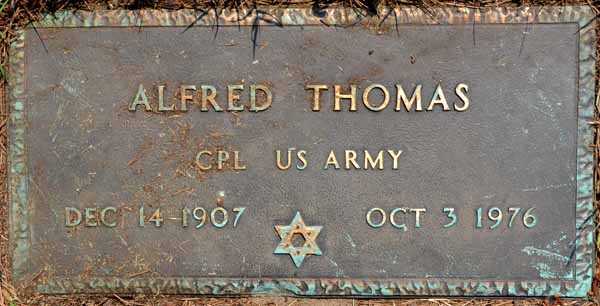 ALFRED THOMAS
CPL US ARMY
DEC 14-1907 OCT 3 1976